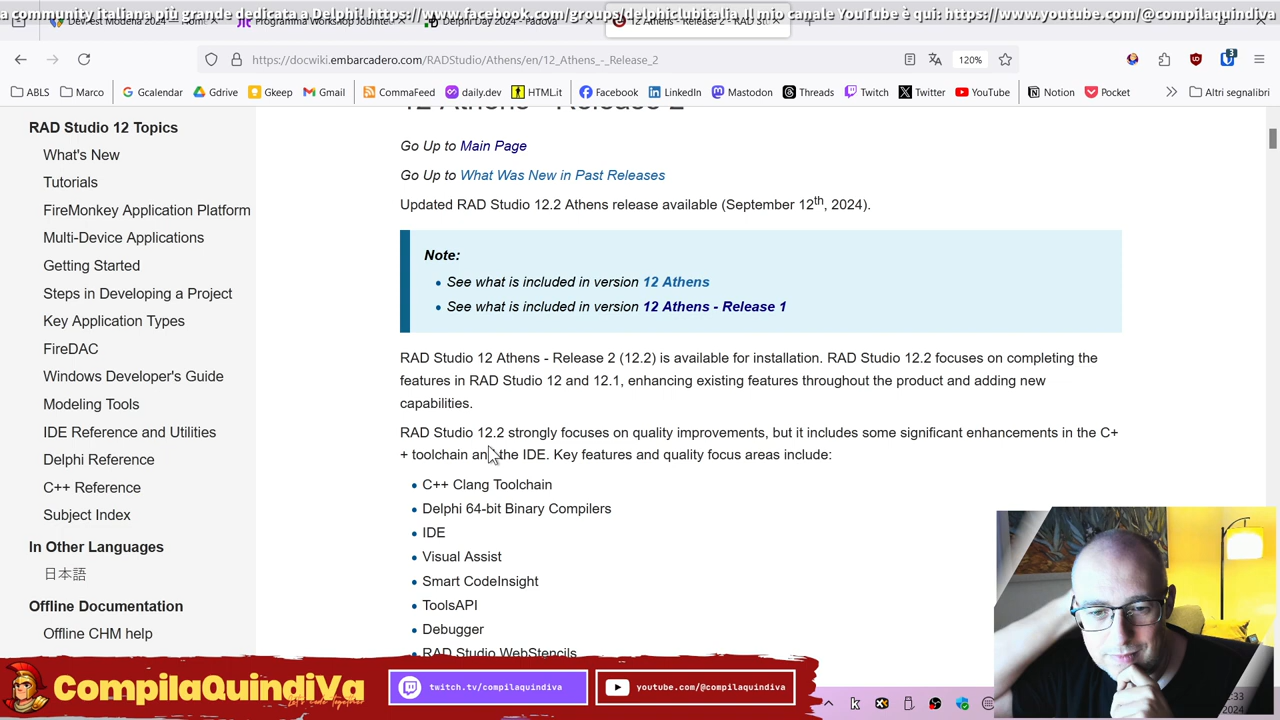 a community italiana più grande dedicata a Delphi! https://www.facebook.com/groups/delphiclubitalia Il mio canale YouTube è qui: https://www.youtube.com/@compilaquindiva
https://docwiki.embarcadero.com/RADStudio/Athens/en/12_Athens_-_Release_2
120%
3
ABLS
Marco
Gcalendar
Gdrive
Gkeep
Gmail
CommaFeed
daily.dev
HTMLit
Facebook
LinkedIn
Mastodon
Threads
Twitch
Twitter
YouTube
Notion
Pocket
Altri segnalibri
RAD Studio 12 Topics
What's New
Tutorials
FireMonkey Application Platform
Multi-Device Applications
Getting Started
Steps in Developing a Project
Key Application Types
FireDAC
Windows Developer's Guide
Modeling Tools
IDE Reference and Utilities
Delphi Reference
C++ Reference
Subject Index
In Other Languages
日本語
Offline Documentation
Offline CHM help
12 Athens - Release 2
Go Up to Main Page
Go Up to What Was New in Past Releases
Updated RAD Studio 12.2 Athens release available (September 12th, 2024).
Note:
See what is included in version 12 Athens
See what is included in version 12 Athens - Release 1
RAD Studio 12 Athens - Release 2 (12.2) is available for installation. RAD Studio 12.2 focuses on completing the
features in RAD Studio 12 and 12.1, enhancing existing features throughout the product and adding new
capabilities.
RAD Studio 12.2 strongly focuses on quality improvements, but it includes some significant enhancements in the C+
+ toolchain and the IDE. Key features and quality focus areas include:
C++ Clang Toolchain
Delphi 64-bit Binary Compilers
IDE
Visual Assist
Smart CodeInsight
ToolsAPI
Debugger
RAD Studio WebStencils
CompilaQuindiVa
Let's code Together
twitch.tv/compilaquindiva
youtube.com/@compilaquindiva